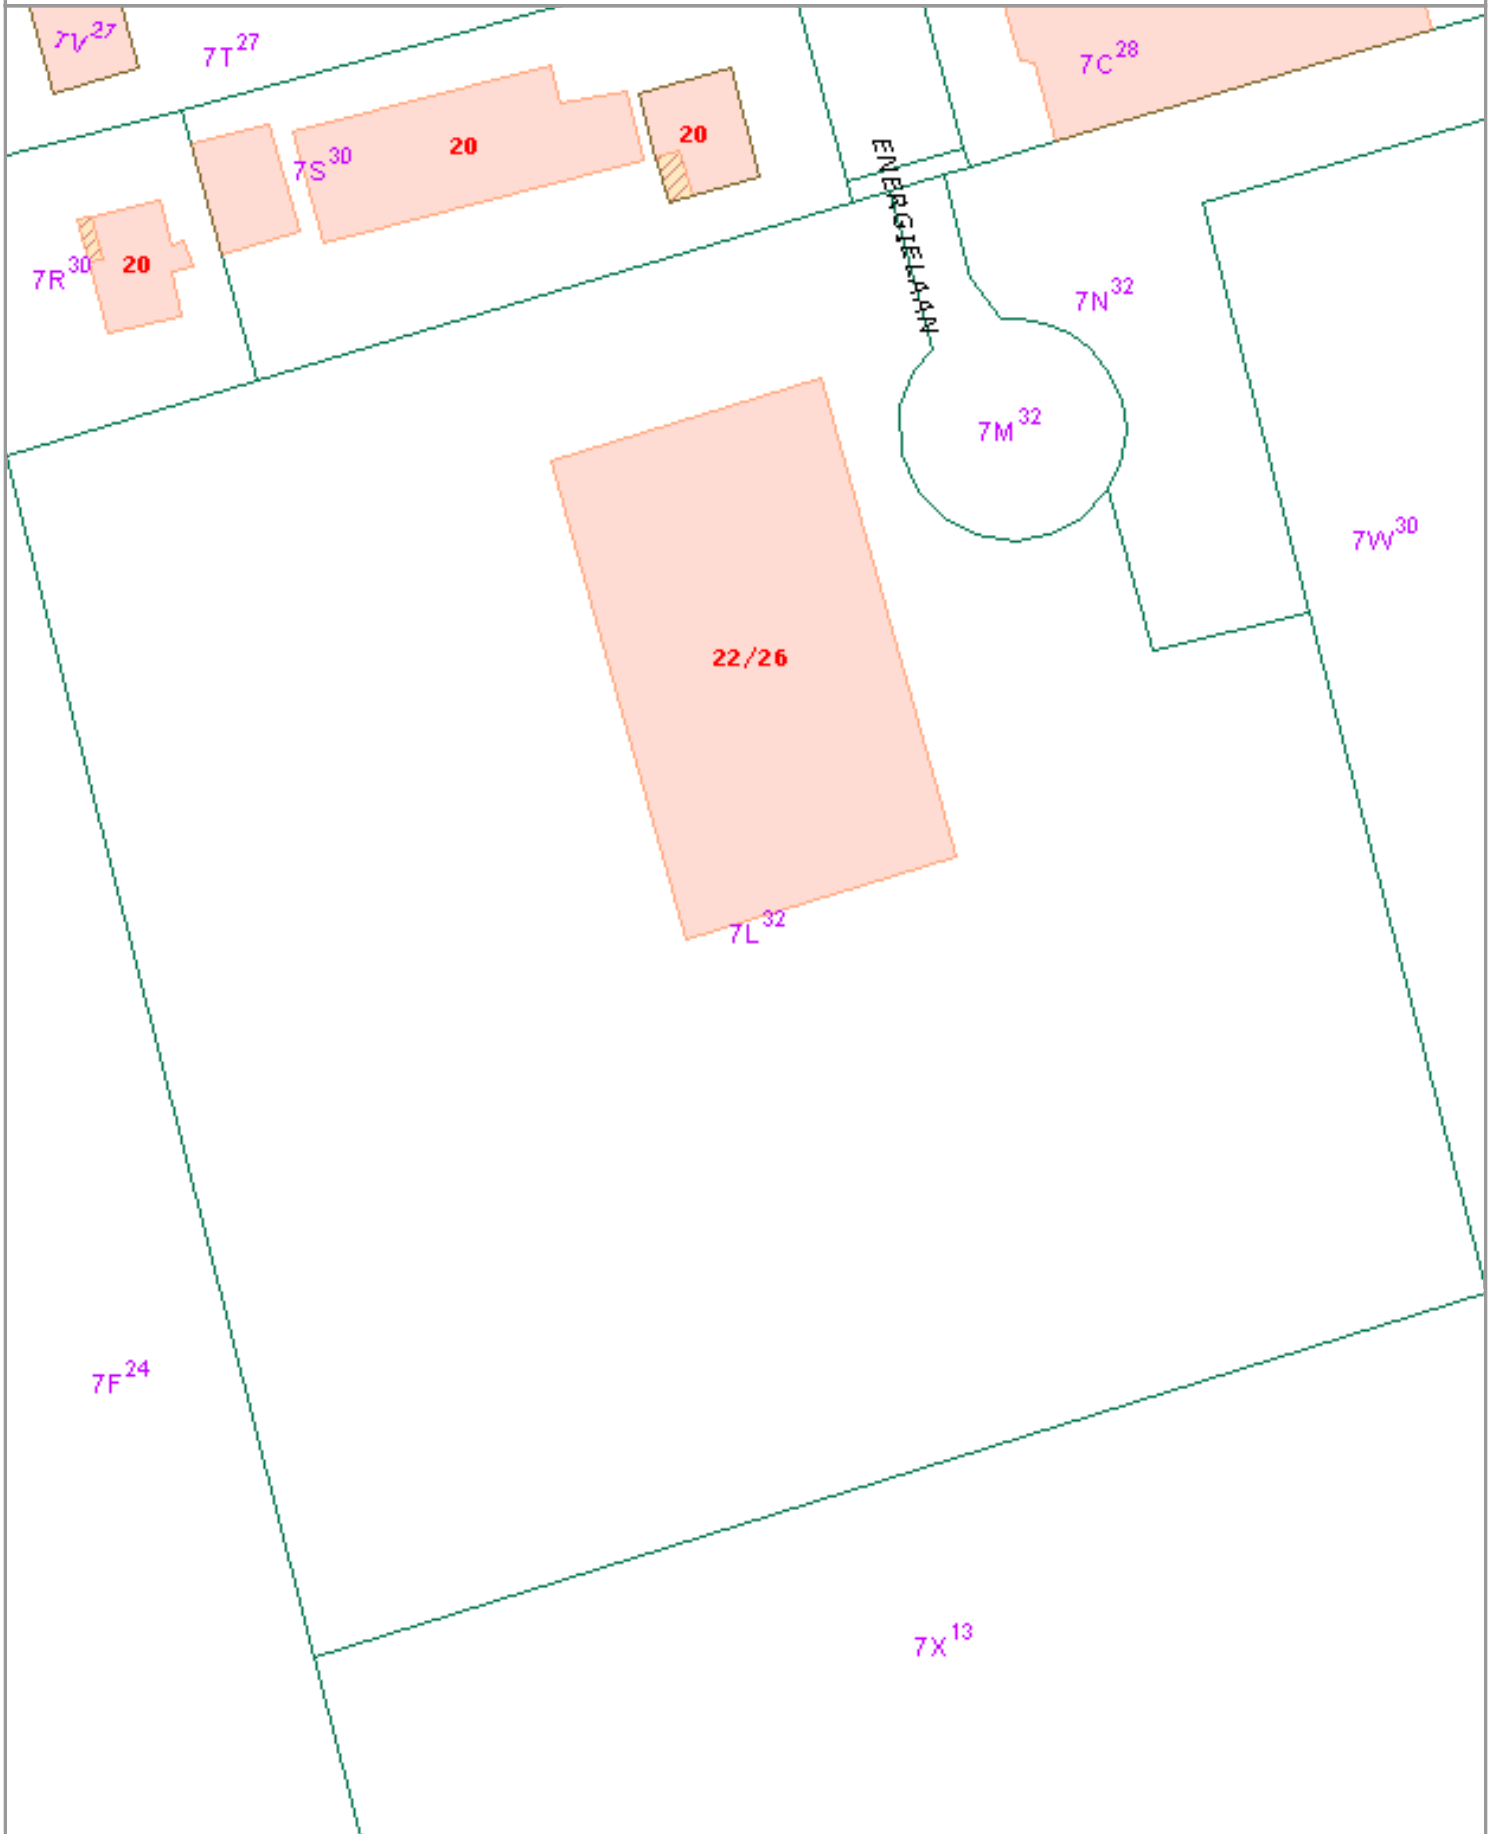 7V²⁷
7T²⁷
7C²⁸
20
20
7S³⁰
ENERGIELAAN
7R³⁰
20
7N³²
7M³²
7W³⁰
22/26
7L³²
7F²⁴
7X¹³